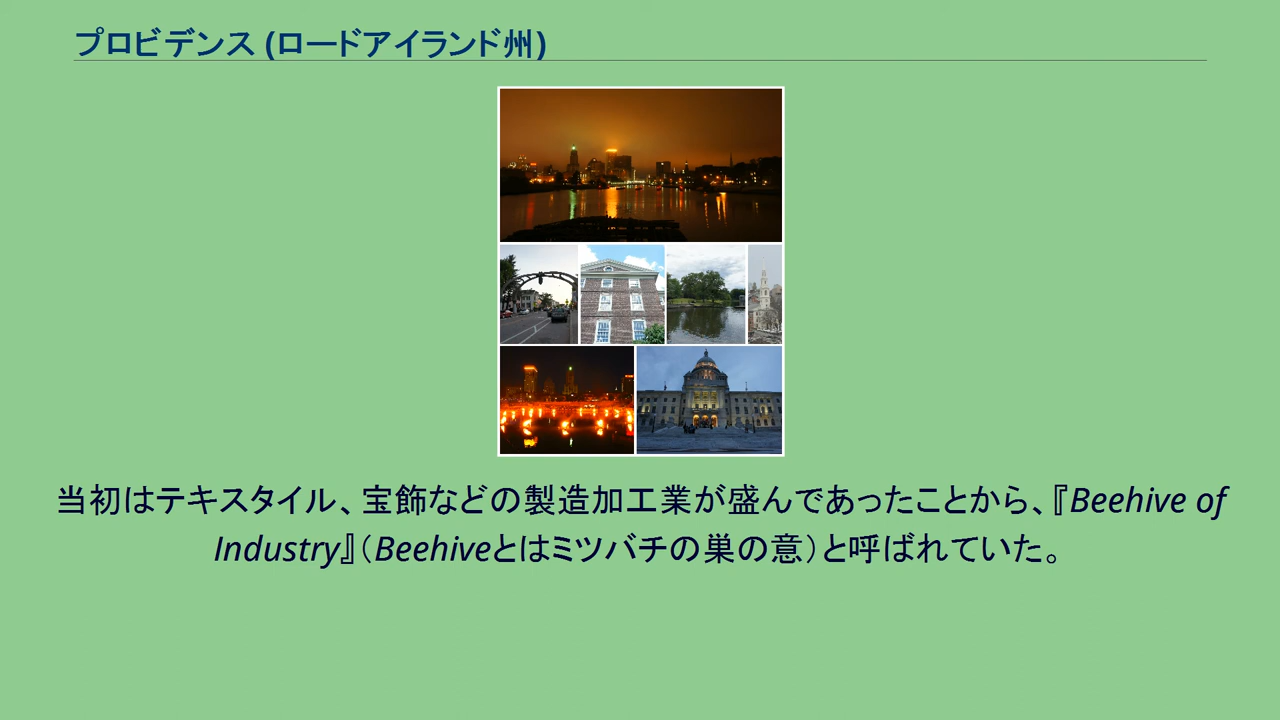 プロビデンス (ロードアイランド州)
当初はテキスタイル、宝飾などの製造加工業が盛んであったことから、『Beehive of
Industry』（Beehiveとはミツバチの巣の意）と呼ばれていた。